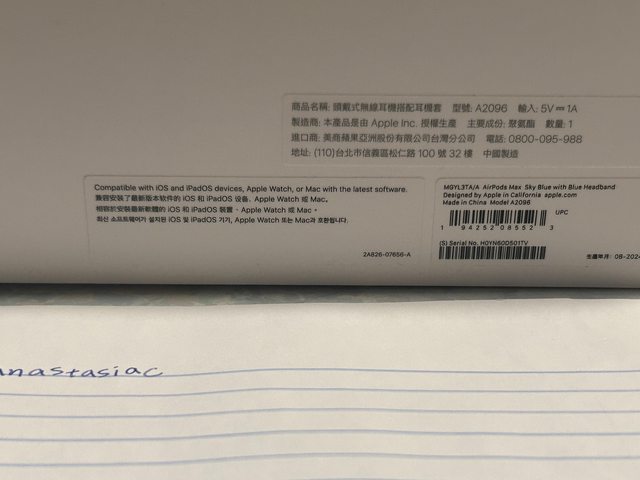 商品名稱: 頭戴式無線耳機搭配耳機套 型號: A2096 輸入: 5V⎓1A
製造商: 本產品是由 Apple Inc. 授權生產 主要成份: 聚氨酯 數量: 1
進口商: 美商蘋果亞洲股份有限公司台灣分公司 電話: 0800-095-988
地址: (110)台北市信義區松仁路 100 號 32 樓 中國製造
Compatible with iOS and iPadOS devices, Apple Watch, or Mac with the latest software.
兼容安装了最新版本软件的 iOS 和 iPadOS 设备、Apple Watch 或 Mac。
相容於安裝最新軟體的 iOS 和 iPadOS 裝置、Apple Watch 或 Mac。
최신 소프트웨어가 설치된 iOS 및 iPadOS 기기, Apple Watch 또는 Mac과 호환됩니다.
2A826-07656-A
MGYL3TA/A AirPods Max Sky Blue with Blue Headband
Designed by Apple in California apple.com
Made in China Model A2096
UPC
1 94252 08552 3
(S) Serial No. H0YN60D501TV
生產年月: 08-2024
anastasiac